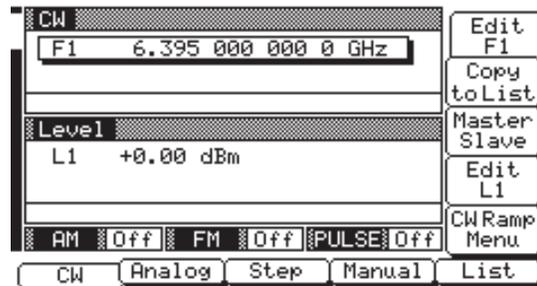 CW
F1 6.395 000 000 0 GHz
Level
L1 +0.00 dBm
AM Off FM Off PULSE Off
Edit
F1
Copy
to List
Master
Slave
Edit
L1
CW Ramp
Menu
CW Analog Step Manual List